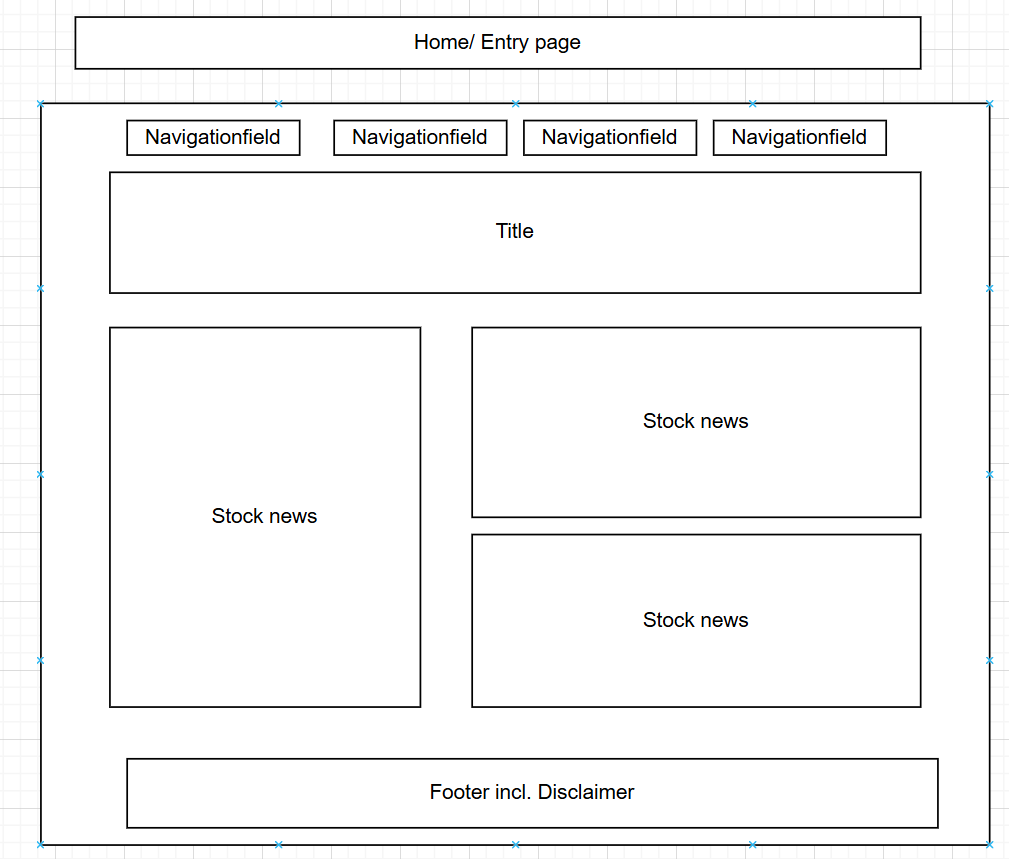 Home/ Entry page
Navigationfield
Navigationfield
Navigationfield
Navigationfield
Title
Stock news
Stock news
Stock news
Footer incl. Disclaimer